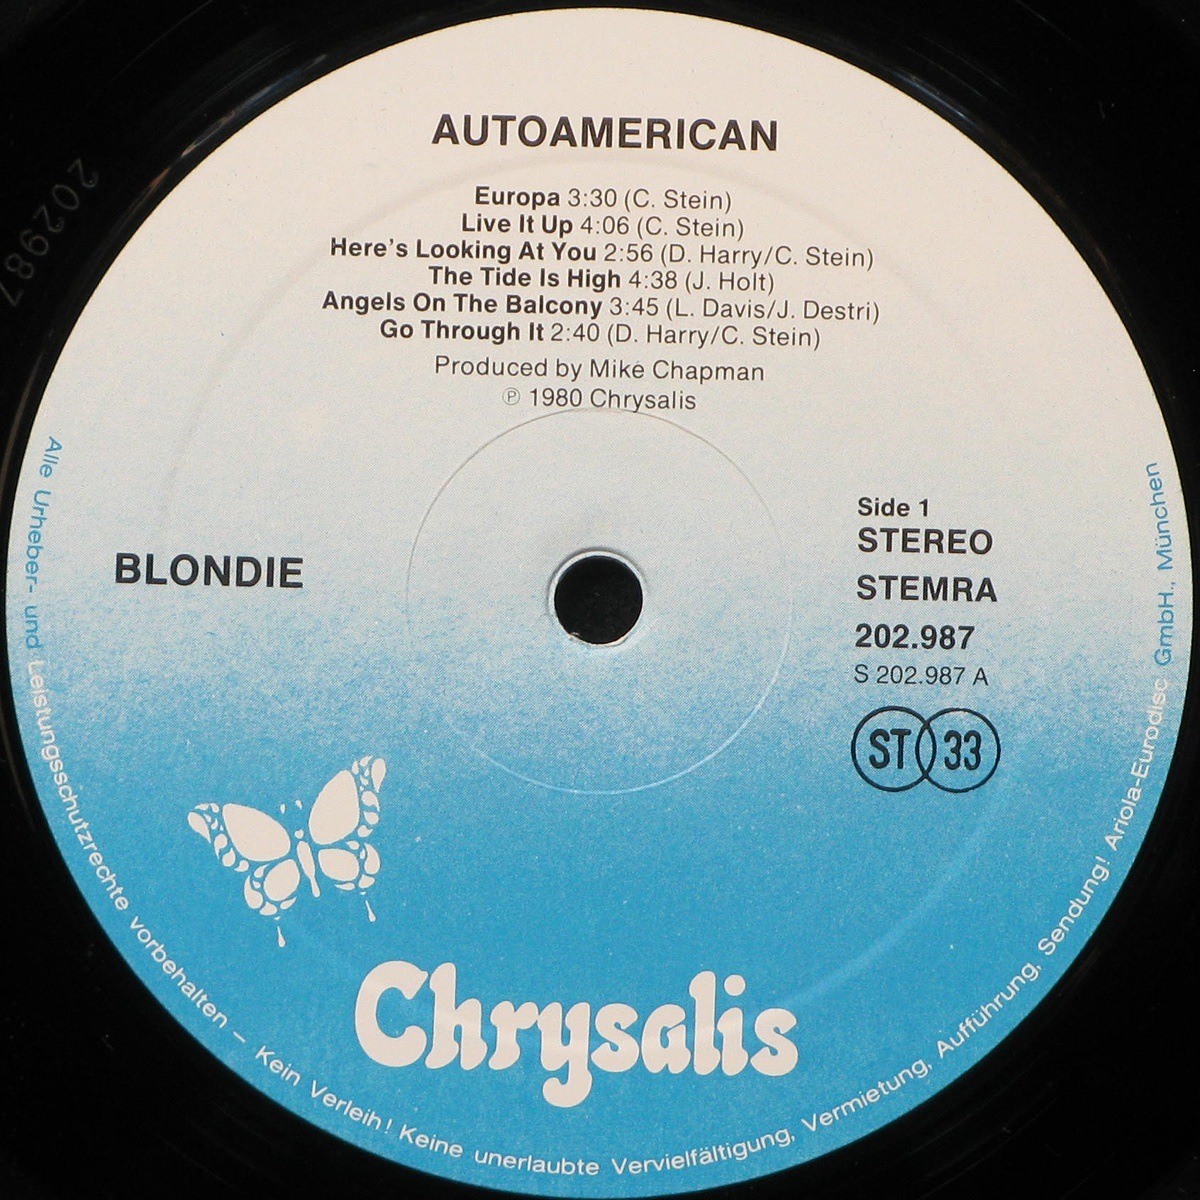 AUTOAMERICAN
Europa 3:30 (C. Stein)
Live It Up 4:06 (C. Stein)
Here's Looking At You 2:56 (D. Harry/C. Stein)
The Tide Is High 4:38 (J. Holt)
Angels On The Balcony 3:45 (L. Davis/J. Destri)
Go Through It 2:40 (D. Harry/C. Stein)
Produced by Mike Chapman
℗ 1980 Chrysalis
BLONDIE
Side 1
STEREO
STEMRA
202.987
S 202.987 A
ST 33
Chrysalis
Alle Urheber- und Leistungsschutzrechte vorbehalten – Kein Verleih! Keine unerlaubte Vervielfältigung, Vermietung, Aufführung, Sendung! Ariola-Eurodisc GmbH., München
202987